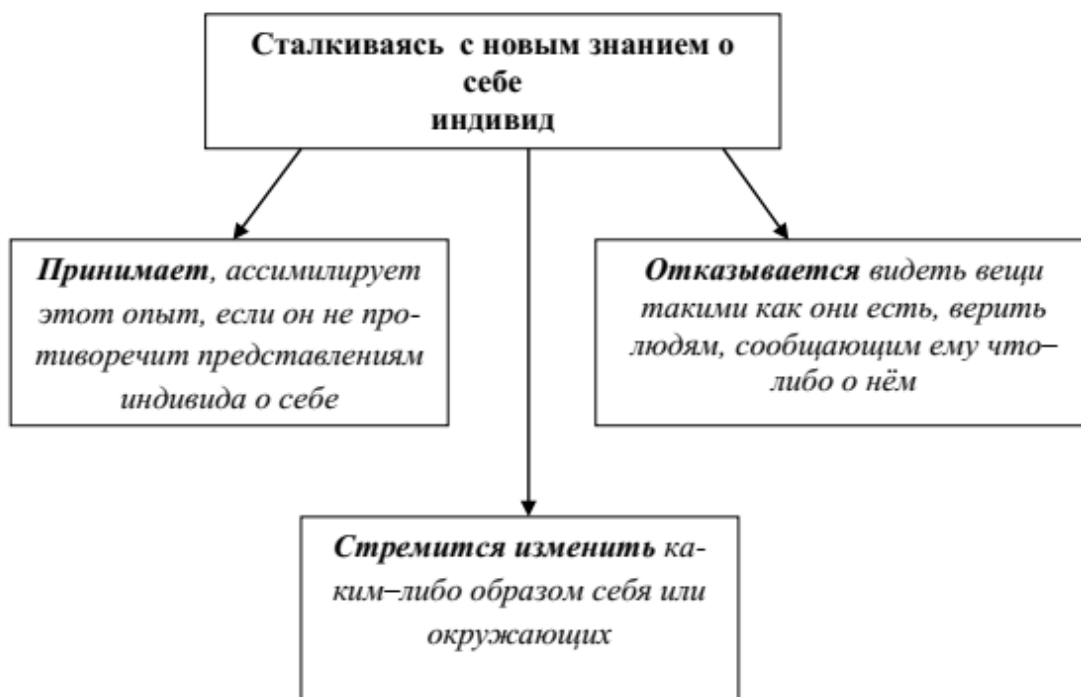 Сталкиваясь с новым знанием о
себе
индивид
Принимает, ассимилирует
этот опыт, если он не про-
тиворечит представлениям
индивида о себе
Отказывается видеть вещи
такими как они есть, верить
людям, сообщающим ему что–
либо о нём
Стремится изменить ка-
ким–либо образом себя или
окружающих